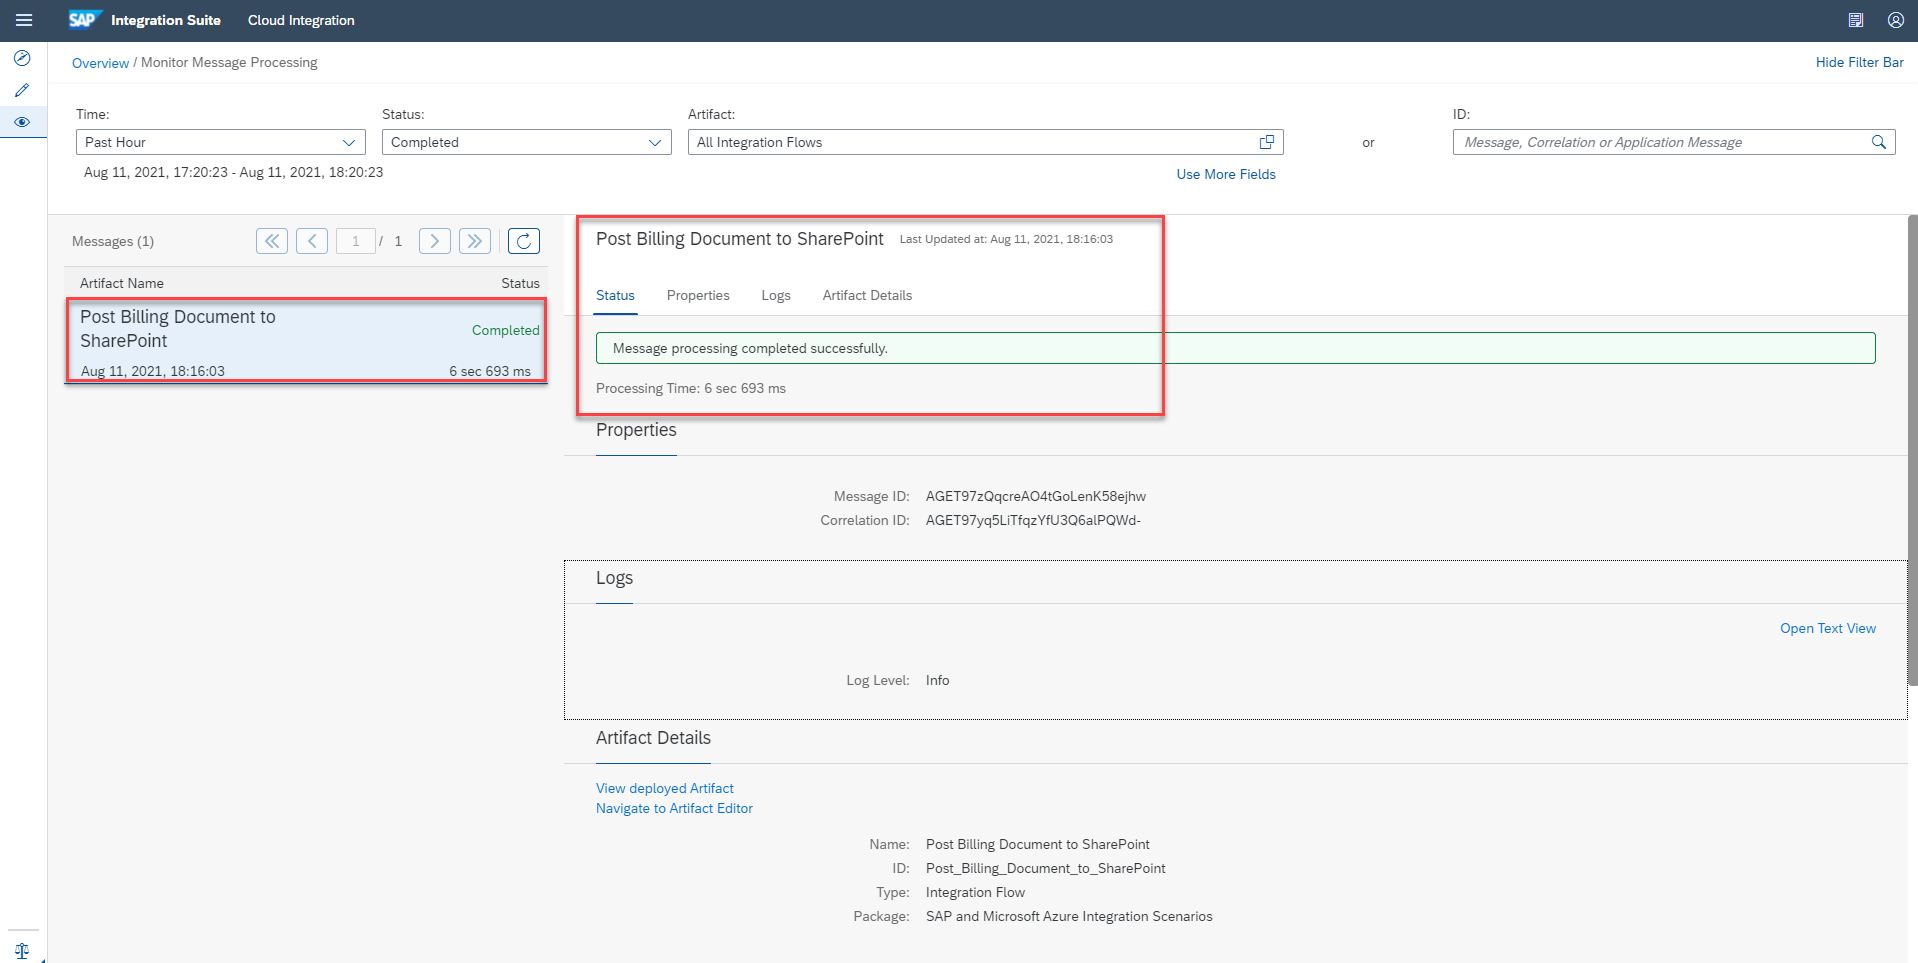 SAP Integration Suite Cloud Integration
Overview / Monitor Message Processing
Hide Filter Bar
Time:
Status:
Artifact:
ID:
Past Hour
Completed
All Integration Flows
or
Message, Correlation or Application Message
Aug 11, 2021, 17:20:23 - Aug 11, 2021, 18:20:23
Use More Fields
Messages (1)
1 / 1
Artifact Name
Status
Post Billing Document to
SharePoint
Completed
Aug 11, 2021, 18:16:03
6 sec 693 ms
Post Billing Document to SharePoint Last Updated at: Aug 11, 2021, 18:16:03
Status Properties Logs Artifact Details
Message processing completed successfully.
Processing Time: 6 sec 693 ms
Properties
Message ID: AGET97zQqcreAO4tGoLenK58ejhw
Correlation ID: AGET97yq5LiTfqzYfU3Q6alPQWd-
Logs
Open Text View
Log Level: Info
Artifact Details
View deployed Artifact
Navigate to Artifact Editor
Name: Post Billing Document to SharePoint
ID: Post_Billing_Document_to_SharePoint
Type: Integration Flow
Package: SAP and Microsoft Azure Integration Scenarios